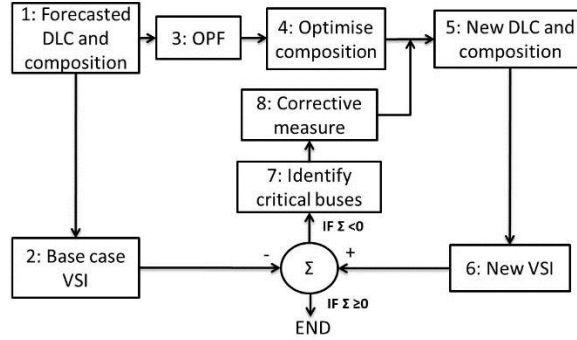 1: Forecasted
DLC and
composition
3: OPF
4: Optimise
composition
5: New DLC and
composition
8: Corrective
measure
7: Identify
critical buses
IF Σ <0
2: Base case
VSI
-
Σ
+
6: New VSI
IF Σ ≥0
END